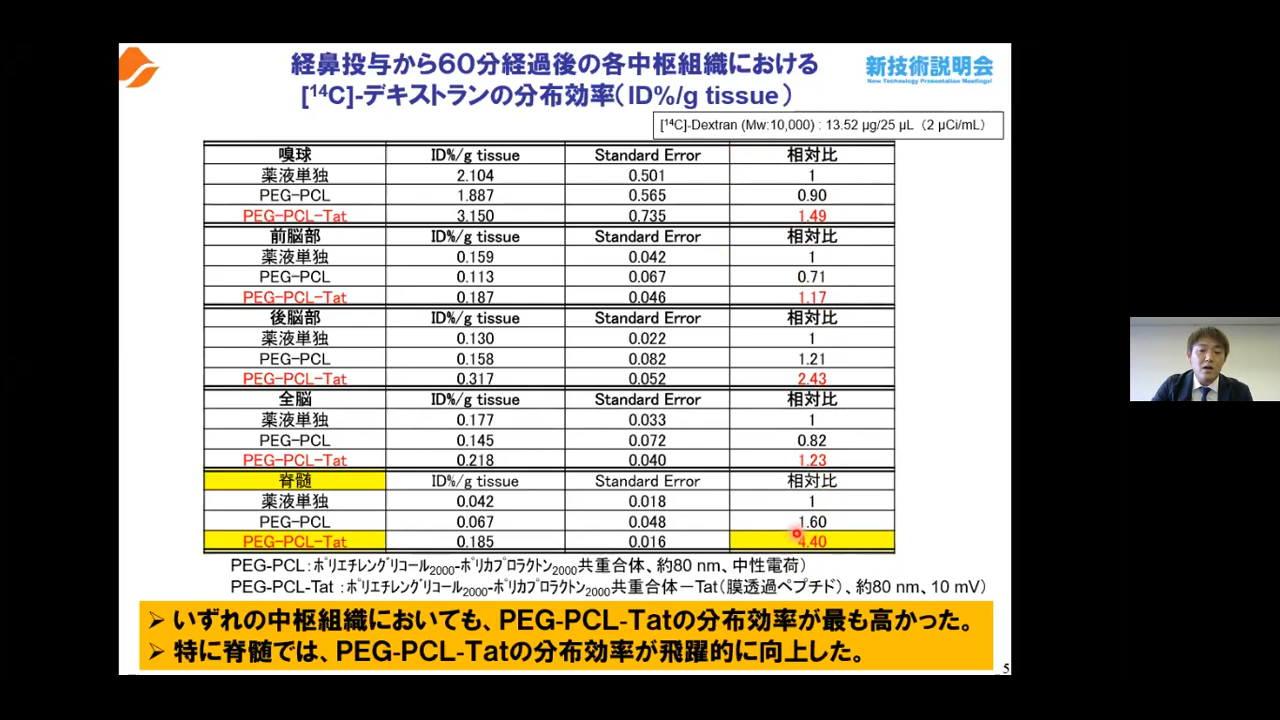 経鼻投与から60分経過後の各中枢組織における
[¹⁴C]-デキストランの分布効率（ID%/g tissue）
新技術説明会
New Technology Presentation Meetings!
[¹⁴C]-Dextran (Mw:10,000) : 13.52 μg/25 μL（2 μCi/mL）
嗅球 ID%/g tissue Standard Error 相対比
薬液単独 2.104 0.501 1
PEG-PCL 1.887 0.565 0.90
PEG-PCL-Tat 3.150 0.735 1.49
前脳部 ID%/g tissue Standard Error 相対比
薬液単独 0.159 0.042 1
PEG-PCL 0.113 0.067 0.71
PEG-PCL-Tat 0.187 0.046 1.17
後脳部 ID%/g tissue Standard Error 相対比
薬液単独 0.130 0.022 1
PEG-PCL 0.158 0.082 1.21
PEG-PCL-Tat 0.317 0.052 2.43
全脳 ID%/g tissue Standard Error 相対比
薬液単独 0.177 0.033 1
PEG-PCL 0.145 0.072 0.82
PEG-PCL-Tat 0.218 0.040 1.23
脊髄 ID%/g tissue Standard Error 相対比
薬液単独 0.042 0.018 1
PEG-PCL 0.067 0.048 1.60
PEG-PCL-Tat 0.185 0.016 4.40
PEG-PCL：ﾎﾟﾘｴﾁﾚﾝｸﾞﾘｺｰﾙ₂₀₀₀-ﾎﾟﾘｶﾌﾟﾛﾗｸﾄﾝ₂₀₀₀共重合体、約80 nm、中性電荷）
PEG-PCL-Tat：ﾎﾟﾘｴﾁﾚﾝｸﾞﾘｺｰﾙ₂₀₀₀-ﾎﾟﾘｶﾌﾟﾛﾗｸﾄﾝ₂₀₀₀共重合体－Tat（膜透過ペプチド）、約80 nm、10 mV）
➢ いずれの中枢組織においても、PEG-PCL-Tatの分布効率が最も高かった。
➢ 特に脊髄では、PEG-PCL-Tatの分布効率が飛躍的に向上した。
5